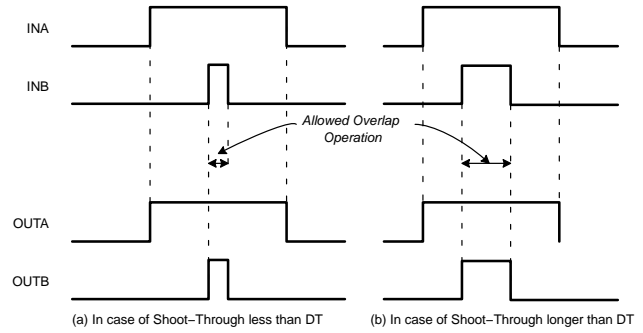 INA
INB
Allowed Overlap
Operation
OUTA
OUTB
(a) In case of Shoot−Through less than DT
(b) In case of Shoot−Through longer than DT